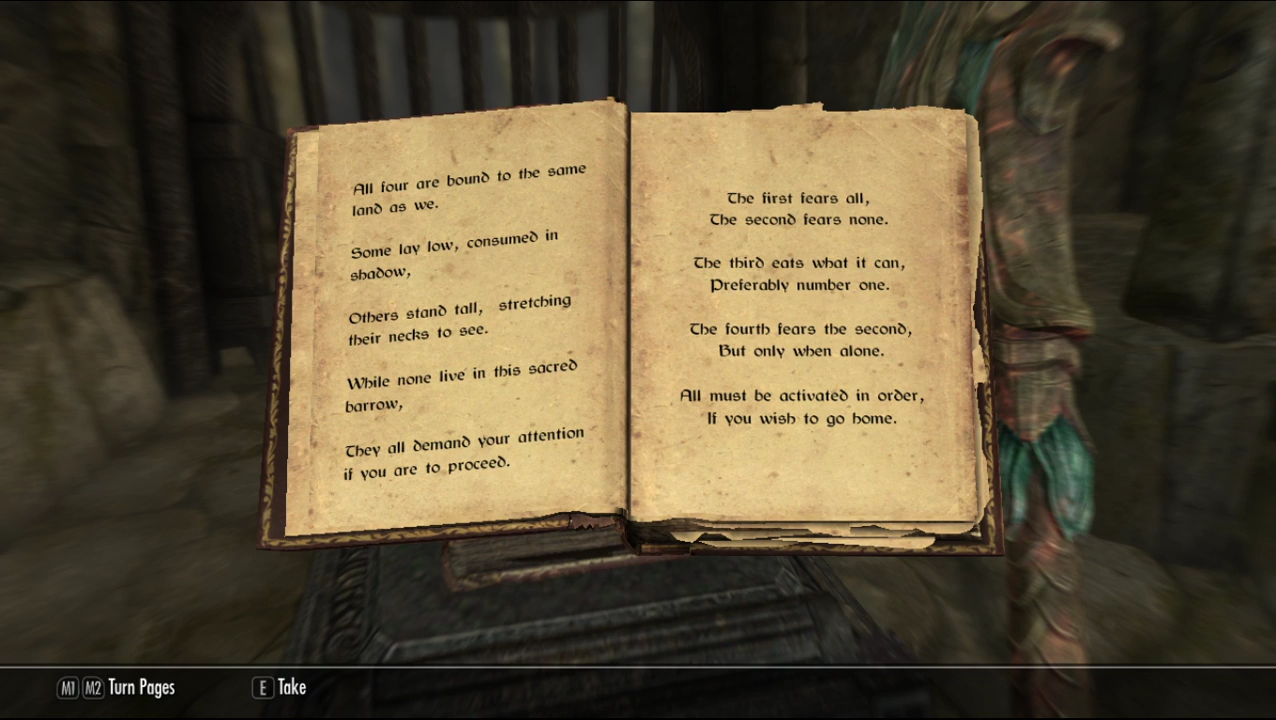 All four are bound to the same
land as we.
Some lay low, consumed in
shadow,
Others stand tall, stretching
their necks to see.
While none live in this sacred
barrow,
They all demand your attention
if you are to proceed.
The first fears all,
The second fears none.
The third eats what it can,
Preferably number one.
The fourth fears the second,
But only when alone.
All must be activated in order,
If you wish to go home.
M1 M2 Turn Pages
E Take